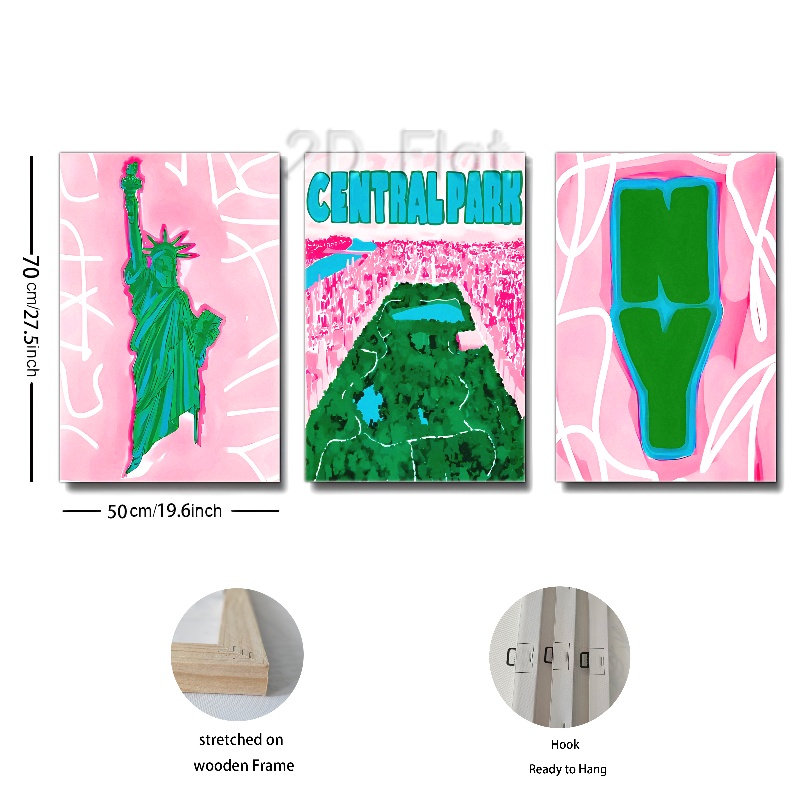 2D Flat
CENTRAL PARK
N
Y
70 cm/27.5inch
50 cm/19.6inch
stretched on
wooden Frame
Hook
Ready to Hang